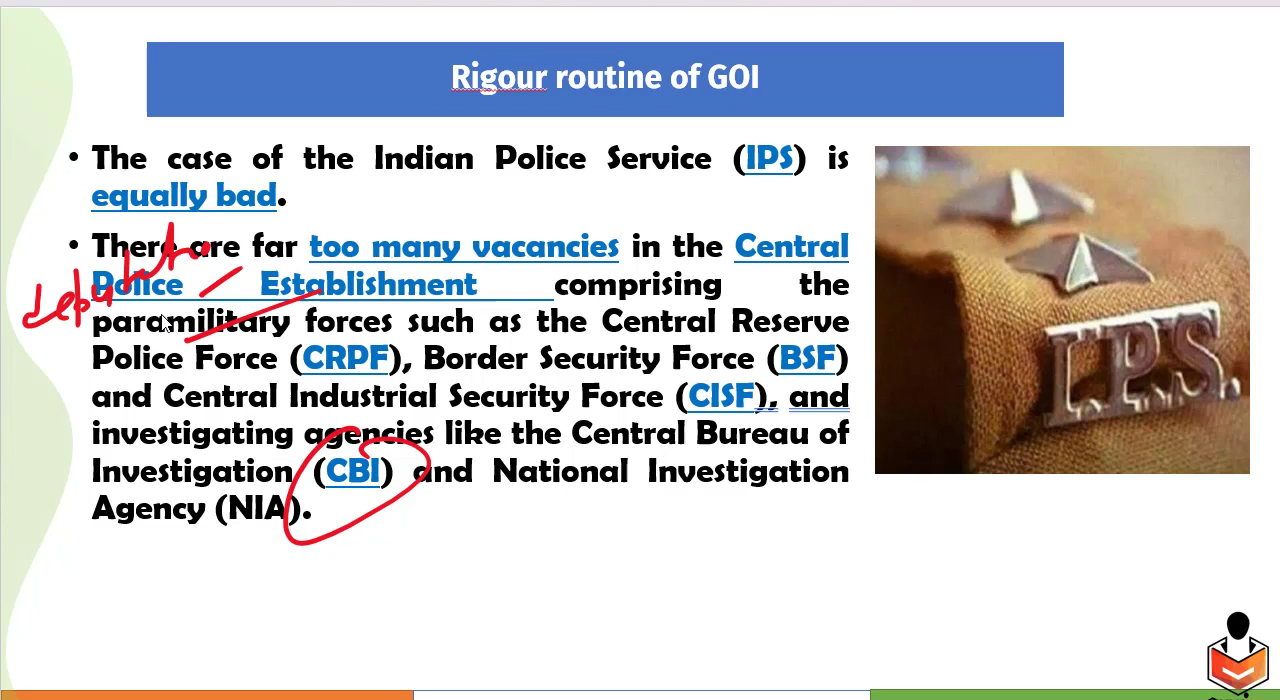 Rigour routine of GOI
• The case of the Indian Police Service (IPS) is
equally bad.
• There are far too many vacancies in the Central
Police Establishment comprising the
paramilitary forces such as the Central Reserve
Police Force (CRPF), Border Security Force (BSF)
and Central Industrial Security Force (CISF), and
investigating agencies like the Central Bureau of
Investigation (CBI) and National Investigation
Agency (NIA).
I.P.S.